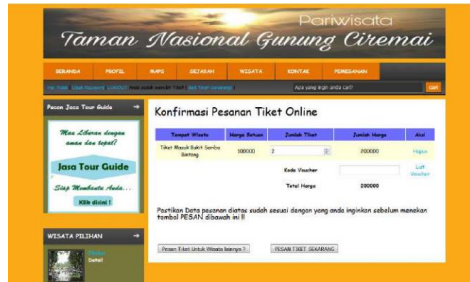 Pariwisata
Taman Nasional Gunung Ciremai
BERANDA PROFIL MAPS SEJARAH WISATA KONTAK PEMESANAN
Apa yang ingin anda cari?
Pesan Jasa Tour Guide
Mau Liburan dengan
aman dan tepat?
Jasa Tour Guide
Siap Membantu Anda...
Klik disini !
WISATA PILIHAN
Detail
Konfirmasi Pesanan Tiket Online
Tempat Wisata Harga Satuan Jumlah Tiket Jumlah Harga Aksi
Tiket Masuk Bukit Seribu
Bintang
100000 2 200000 Hapus
Kode Voucher
Voucher
Total Harga 200000
Pastikan Data pesanan diatas sudah sesuai dengan yang anda inginkan sebelum menekan
tombol PESAN dibawah ini !!
Pesan Tiket Untuk Wisata lainnya ? PESAN TIKET SEKARANG